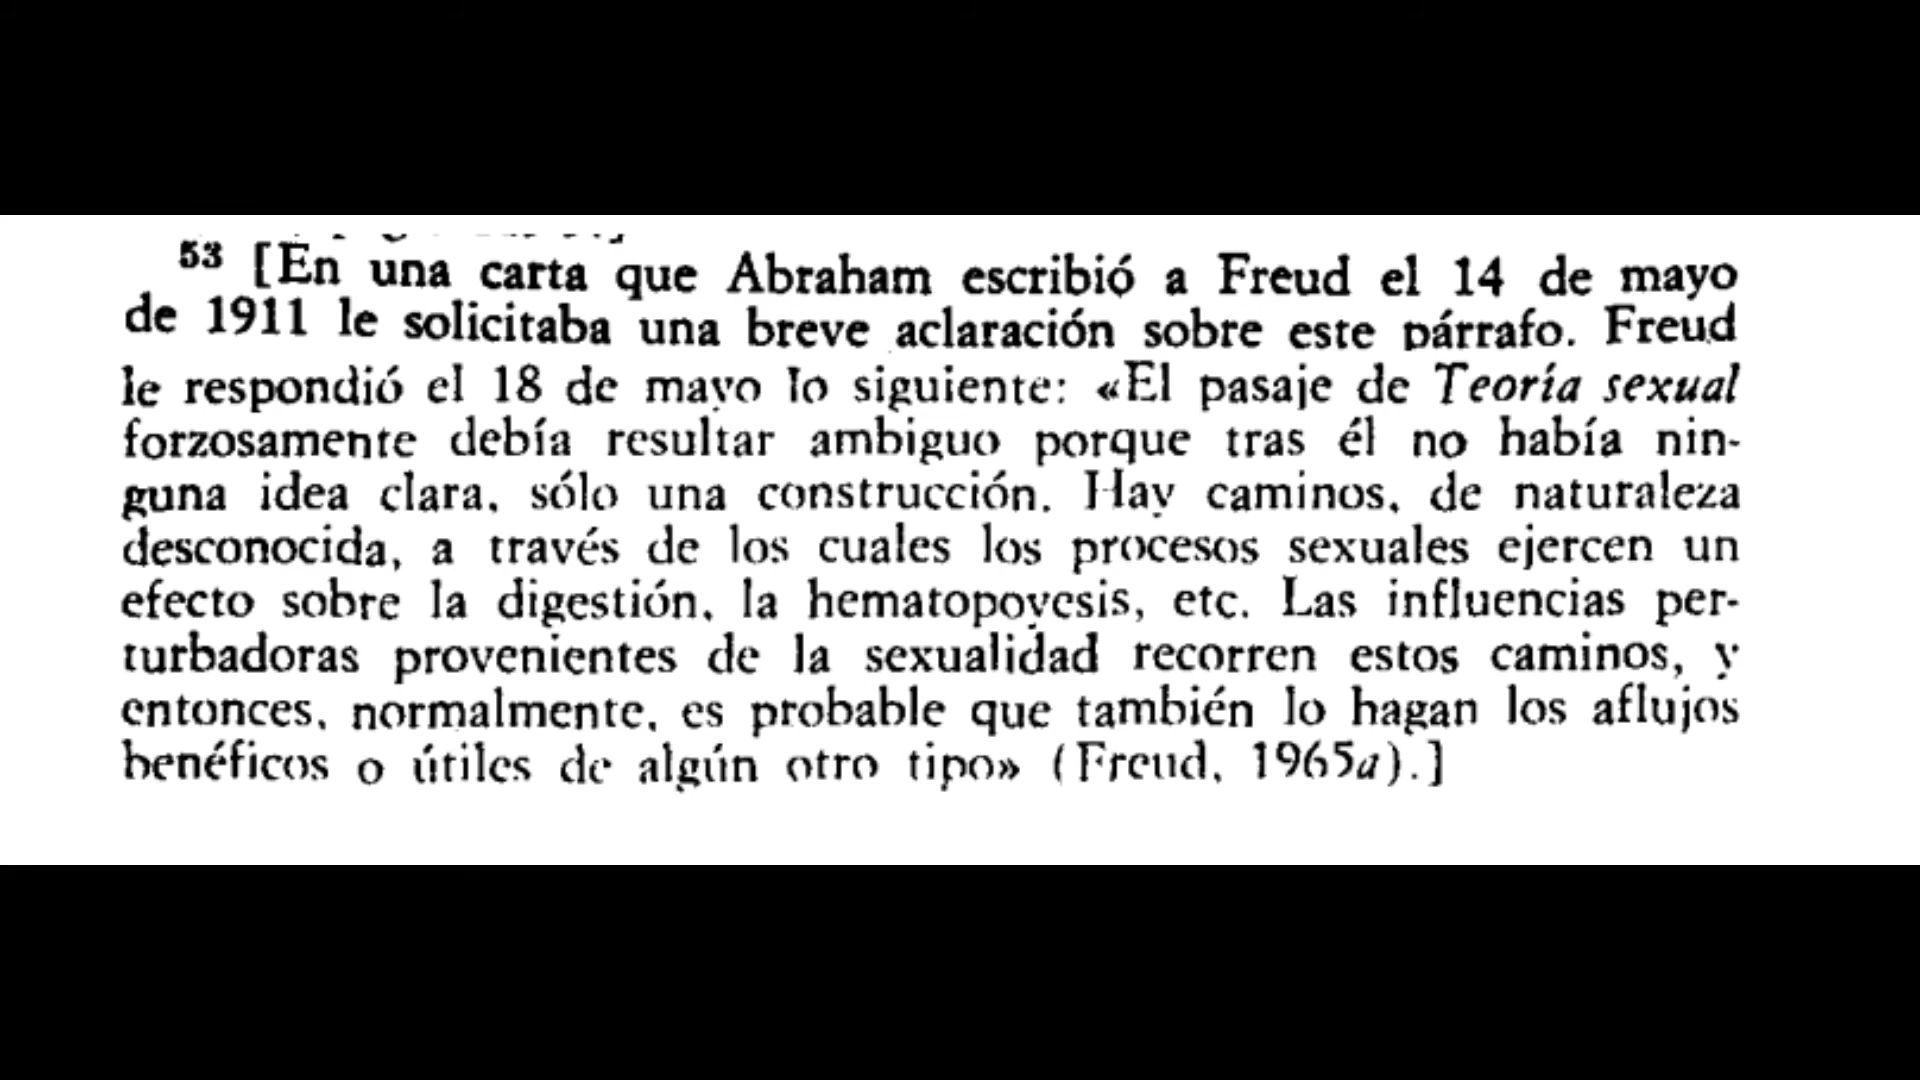 53 [En una carta que Abraham escribió a Freud el 14 de mayo
de 1911 le solicitaba una breve aclaración sobre este párrafo. Freud
le respondió el 18 de mayo lo siguiente: «El pasaje de Teoría sexual
forzosamente debía resultar ambiguo porque tras él no había nin-
guna idea clara, sólo una construcción. Hay caminos, de naturaleza
desconocida, a través de los cuales los procesos sexuales ejercen un
efecto sobre la digestión, la hematopoyesis, etc. Las influencias per-
turbadoras provenientes de la sexualidad recorren estos caminos, y
entonces, normalmente, es probable que también lo hagan los aflujos
benéficos o útiles de algún otro tipo» (Freud, 1965a).]